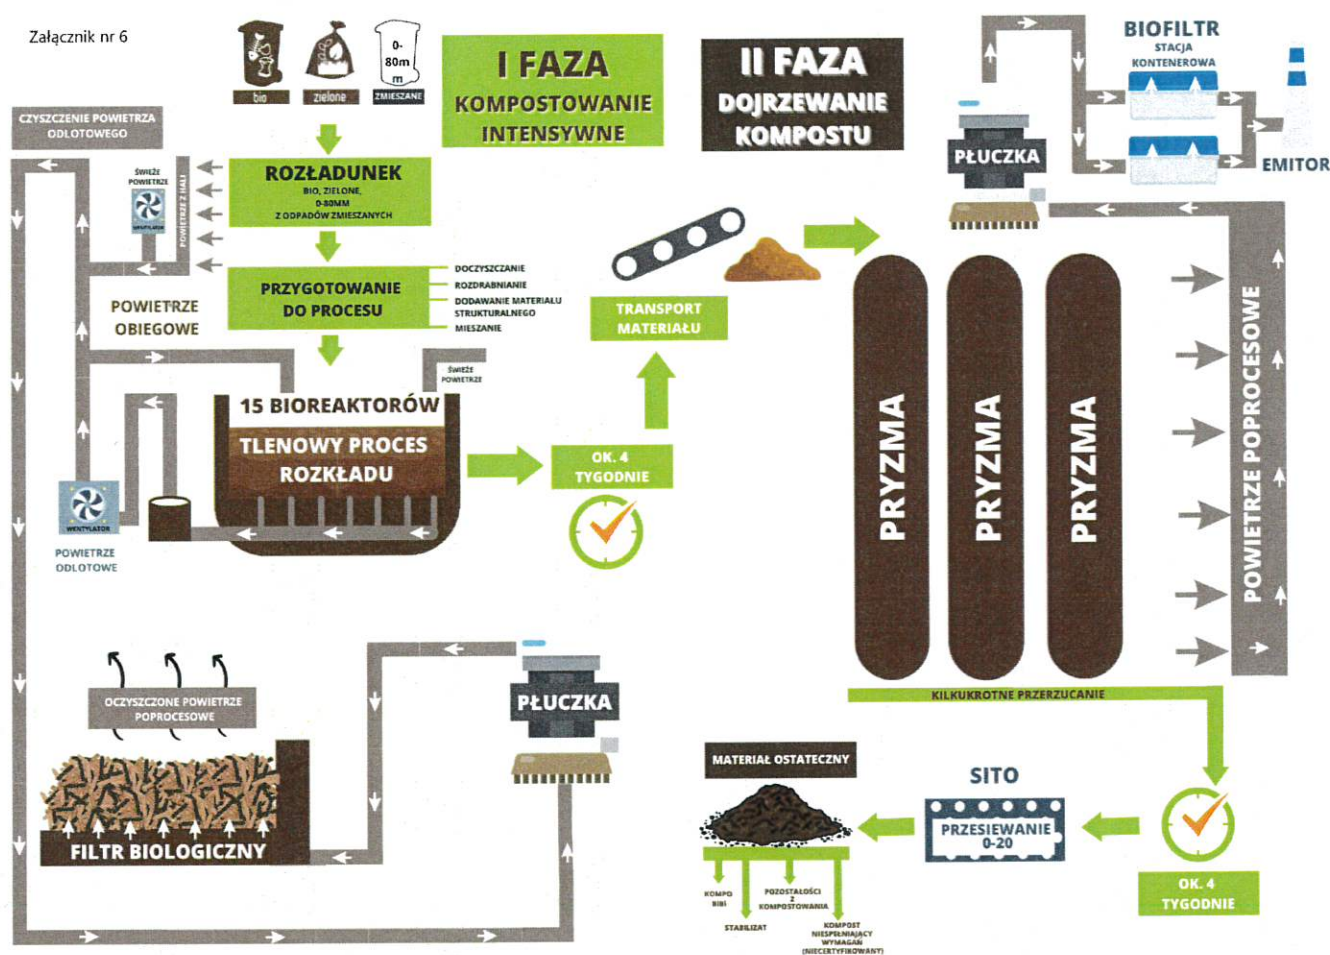 Załącznik nr 6
0-
80m
m
bio
zielone
ZMIESZANE
I FAZA
KOMPOSTOWANIE
INTENSYWNE
II FAZA
DOJRZEWANIE
KOMPOSTU
BIOFILTR
STACJA
KONTENEROWA
EMITOR
PŁUCZKA
CZYSZCZENIE POWIETRZA
ODLOTOWEGO
ŚWIEŻE
POWIETRZE
WENTYLATOR
POWIETRZE Z HALI
ROZŁADUNEK
BIO, ZIELONE,
0-80MM
Z ODPADÓW ZMIESZANYCH
PRZYGOTOWANIE
DO PROCESU
DOCZYSZCZANIE
ROZDRABNIANIE
DODAWANIE MATERIAŁU
STRUKTURALNEGO
MIESZANIE
POWIETRZE
OBIEGOWE
TRANSPORT
MATERIAŁU
ŚWIEŻE
POWIETRZE
15 BIOREAKTORÓW
TLENOWY PROCES
ROZKŁADU
OK. 4
TYGODNIE
WENTYLATOR
POWIETRZE
ODLOTOWE
PRYZMA
PRYZMA
PRYZMA
POWIETRZE POPROCESOWE
KILKUKROTNE PRZERZUCANIE
OCZYSZCZONE POWIETRZE
POPROCESOWE
FILTR BIOLOGICZNY
PŁUCZKA
MATERIAŁ OSTATECZNY
SITO
PRZESIEWANIE
0-20
OK. 4
TYGODNIE
KOMPO
BIBI
STABILIZAT
POZOSTAŁOŚCI
Z
KOMPOSTOWANIA
KOMPOST
NIESPEŁNIAJĄCY
WYMAGAŃ
(NIECERTYFIKOWANY)